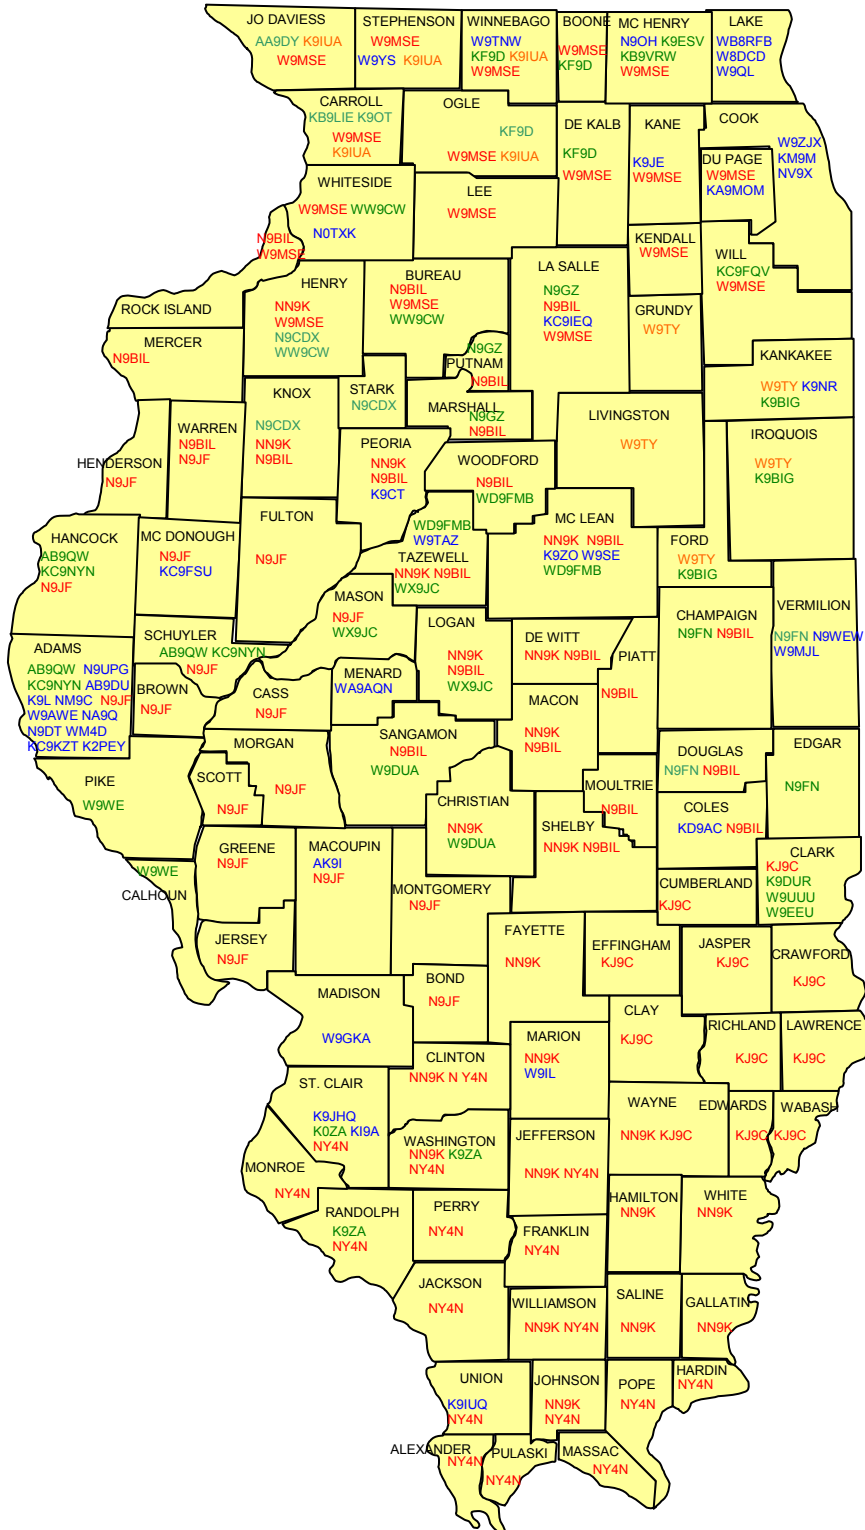 JO DAVIESS
AA9DY K9IUA
W9MSE
STEPHENSON
W9MSE
W9YS K9IUA
WINNEBAGO
W9TNW
KF9D K9IUA
W9MSE
BOONE
W9MSE
KF9D
MC HENRY
N9OH K9ESV
KB9VRW
W9MSE
LAKE
WB8RFB
W8DCD
W9QL
CARROLL
KB9LIE K9OT
W9MSE
K9IUA
OGLE
KF9D
W9MSE K9IUA
DE KALB
KF9D
W9MSE
KANE
K9JE
W9MSE
COOK
W9ZJX
KM9M
NV9X
DU PAGE
W9MSE
KA9MOM
WHITESIDE
W9MSE WW9CW
N0TXK
LEE
W9MSE
N9BIL
W9MSE
ROCK ISLAND
HENRY
NN9K
W9MSE
N9CDX
WW9CW
BUREAU
N9BIL
W9MSE
WW9CW
LA SALLE
N9GZ
N9BIL
KC9IEQ
W9MSE
KENDALL
W9MSE
WILL
KC9FQV
W9MSE
GRUNDY
W9TY
MERCER
N9BIL
N9GZ
PUTNAM
N9BIL
KANKAKEE
W9TY K9NR
K9BIG
KNOX
N9CDX
NN9K
N9BIL
STARK
N9CDX
MARSHALL
N9GZ
N9BIL
LIVINGSTON
W9TY
WARREN
N9BIL
N9JF
HENDERSON
N9JF
PEORIA
NN9K
N9BIL
K9CT
WOODFORD
N9BIL
WD9FMB
IROQUOIS
W9TY
K9BIG
HANCOCK
AB9QW
KC9NYN
N9JF
MC DONOUGH
N9JF
KC9FSU
FULTON
N9JF
WD9FMB
W9TAZ
TAZEWELL
NN9K N9BIL
WX9JC
MC LEAN
NN9K N9BIL
K9ZO W9SE
WD9FMB
FORD
W9TY
K9BIG
MASON
N9JF
WX9JC
LOGAN
NN9K
N9BIL
WX9JC
DE WITT
NN9K N9BIL
PIATT
N9BIL
CHAMPAIGN
N9FN N9BIL
VERMILION
N9FN N9WEW
W9MJL
ADAMS
AB9QW N9UPG
KC9NYN AB9DU
K9L NM9C N9JF
W9AWE NA9Q
N9DT WM4D
KC9KZT K2PEY
SCHUYLER
AB9QW KC9NYN
N9JF
BROWN
N9JF
CASS
N9JF
MENARD
WA9AQN
MACON
NN9K
N9BIL
SANGAMON
N9BIL
W9DUA
MORGAN
N9JF
SCOTT
N9JF
PIKE
W9WE
CHRISTIAN
NN9K
W9DUA
MOULTRIE
N9BIL
DOUGLAS
N9FN N9BIL
EDGAR
N9FN
SHELBY
NN9K N9BIL
COLES
KD9AC N9BIL
W9WE
CALHOUN
GREENE
N9JF
MACOUPIN
AK9I
N9JF
MONTGOMERY
N9JF
CUMBERLAND
KJ9C
CLARK
KJ9C
K9DUR
W9UUU
W9EEU
JERSEY
N9JF
FAYETTE
NN9K
EFFINGHAM
KJ9C
JASPER
KJ9C
CRAWFORD
KJ9C
MADISON
W9GKA
BOND
N9JF
CLAY
KJ9C
RICHLAND
KJ9C
LAWRENCE
KJ9C
CLINTON
NN9K N Y4N
MARION
NN9K
W9IL
ST. CLAIR
K9JHQ
K0ZA KI9A
NY4N
WASHINGTON
NN9K K9ZA
NY4N
JEFFERSON
NN9K NY4N
WAYNE
NN9K KJ9C
EDWARDS
KJ9C
WABASH
KJ9C
MONROE
NY4N
RANDOLPH
K9ZA
NY4N
PERRY
NY4N
FRANKLIN
NY4N
HAMILTON
NN9K
WHITE
NN9K
JACKSON
NY4N
WILLIAMSON
NN9K NY4N
SALINE
NN9K
GALLATIN
NN9K
UNION
K9IUQ
NY4N
JOHNSON
NN9K
NY4N
POPE
NY4N
HARDIN
NY4N
ALEXANDER
NY4N
PULASKI
NY4N
MASSAC
NY4N